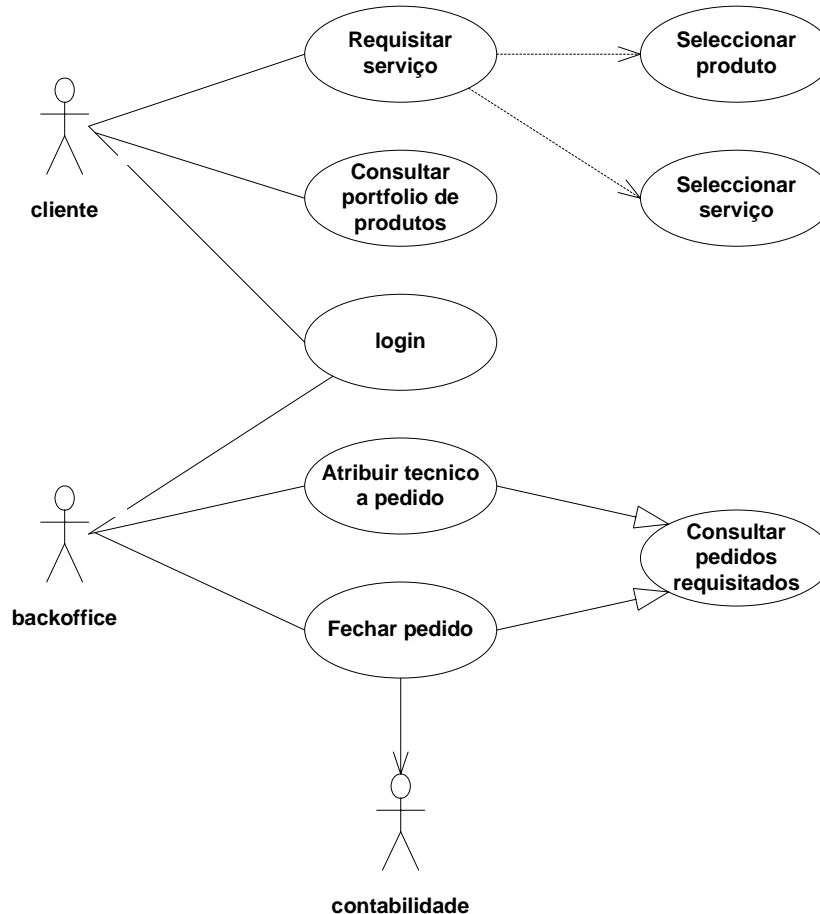 Requisitar
serviço
Seleccionar
produto
cliente
Consultar
portfolio de
produtos
Seleccionar
serviço
login
Atribuir tecnico
a pedido
Consultar
pedidos
requisitados
backoffice
Fechar pedido
contabilidade